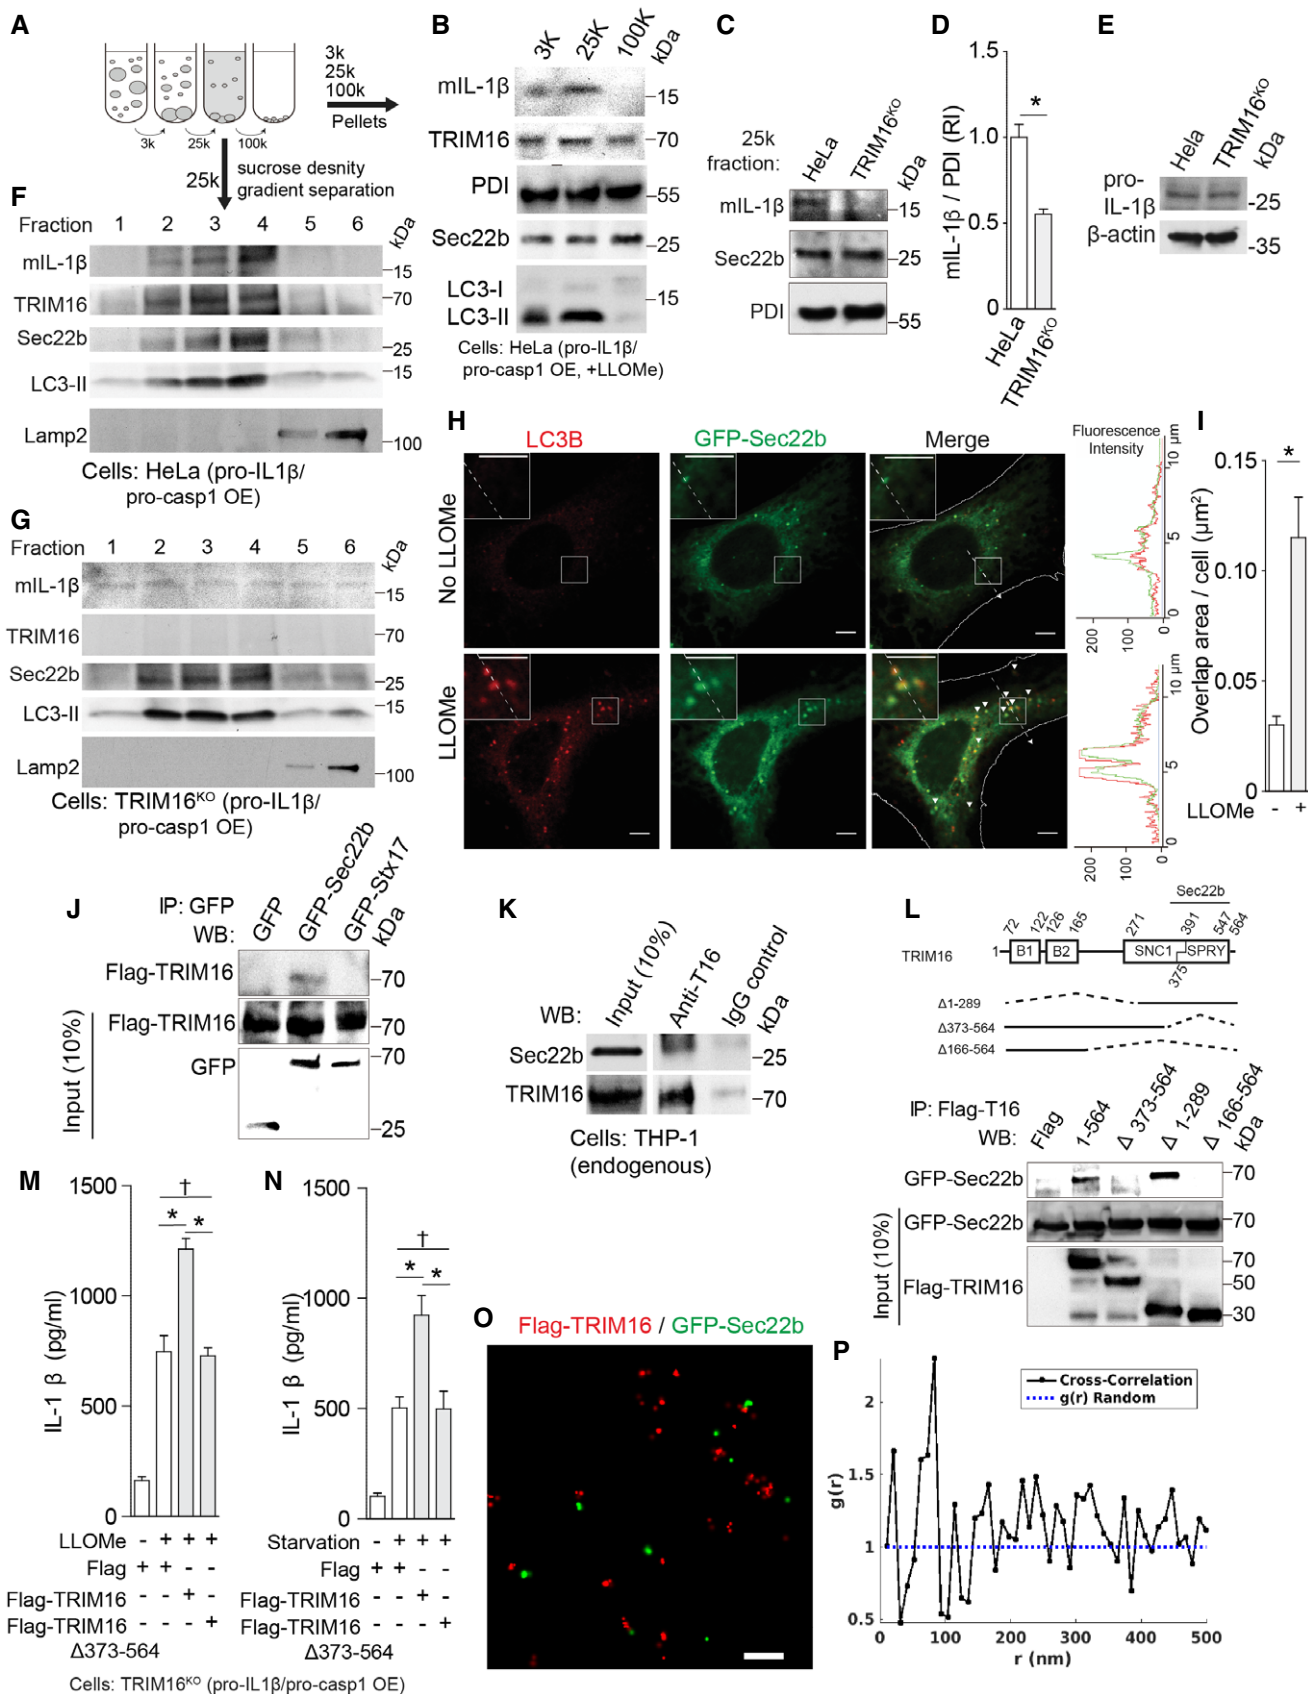 A
3k
25k
100k
Pellets
3k
25k
100k
25k
sucrose desnity
gradient separation
B
3K
25K
100K
kDa
mIL-1β
15
TRIM16
70
PDI
55
Sec22b
25
LC3-I
15
LC3-II
Cells: HeLa (pro-IL1β/
pro-casp1 OE, +LLOMe)
C
25k
fraction:
HeLa
TRIM16KO
kDa
mIL-1β
15
Sec22b
25
PDI
55
D
mIL-1β / PDI (RI)
1.5
1.0
0.5
0
*
HeLa
TRIM16KO
E
Hela
TRIM16KO
kDa
pro-
IL-1β
25
β-actin
35
F
Fraction 1 2 3 4 5 6
kDa
mIL-1β
15
TRIM16
70
Sec22b
25
LC3-II
15
Lamp2
100
Cells: HeLa (pro-IL1β/
pro-casp1 OE)
G
Fraction 1 2 3 4 5 6
kDa
mIL-1β
15
TRIM16
70
Sec22b
25
LC3-II
15
Lamp2
100
Cells: TRIM16KO (pro-IL1β/
pro-casp1 OE)
H
LC3B
GFP-Sec22b
Merge
Fluorescence
Intensity
No LLOMe
10 µm
5
0
200 100 0
LLOMe
10 µm
5
0
200 100 0
I
Overlap area / cell (µm²)
0.15
0.10
0.05
0
*
LLOMe - +
J
IP: GFP
WB:
GFP
GFP-Sec22b
GFP-Stx17
kDa
Flag-TRIM16
70
Input (10%)
Flag-TRIM16
70
GFP
70
25
K
WB:
Input (10%)
Anti-T16
IgG control
kDa
Sec22b
25
TRIM16
70
Cells: THP-1
(endogenous)
L
Sec22b
72 122 126 165 271 391 547 564
TRIM16 1 B1 B2 SNC1 SPRY
375
Δ1-289
Δ373-564
Δ166-564
IP: Flag-T16
WB:
Flag
1-564
Δ 373-564
Δ 1-289
Δ 166-564
kDa
GFP-Sec22b
70
Input (10%)
GFP-Sec22b
70
Flag-TRIM16
70
50
30
M
IL-1 β (pg/ml)
1500
1000
500
0
†
* *
LLOMe - + + +
Flag + + - -
Flag-TRIM16 - - + -
Flag-TRIM16 - - - +
Δ373-564
N
IL-1 β (pg/ml)
1500
1000
500
0
†
* *
Starvation - + + +
Flag + + - -
Flag-TRIM16 - - + -
Flag-TRIM16 - - - +
Δ373-564
Cells: TRIM16KO (pro-IL1β/pro-casp1 OE)
O
Flag-TRIM16 / GFP-Sec22b
P
Cross-Correlation
g(r) Random
g(r)
2
1.5
1
0.5
0 100 200 300 400 500
r (nm)